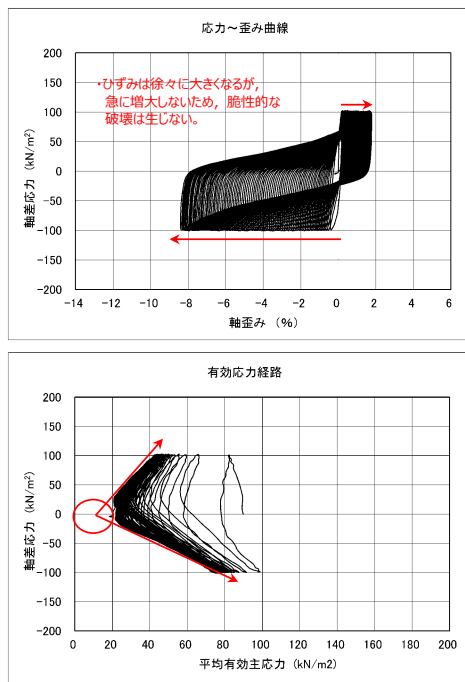 応力～歪み曲線
・ひずみは徐々に大きくなるが，
急に増大しないため，脆性的な
破壊は生じない。
軸差応力 (kN/m²)
200
150
100
50
0
-50
-100
-150
-200
-14 -12 -10 -8 -6 -4 -2 0 2 4 6
軸歪み （％）
有効応力経路
軸差応力 (kN/m²)
200
150
100
50
0
-50
-100
-150
-200
0 20 40 60 80 100 120 140 160 180 200
平均有効主応力 (kN/m2)